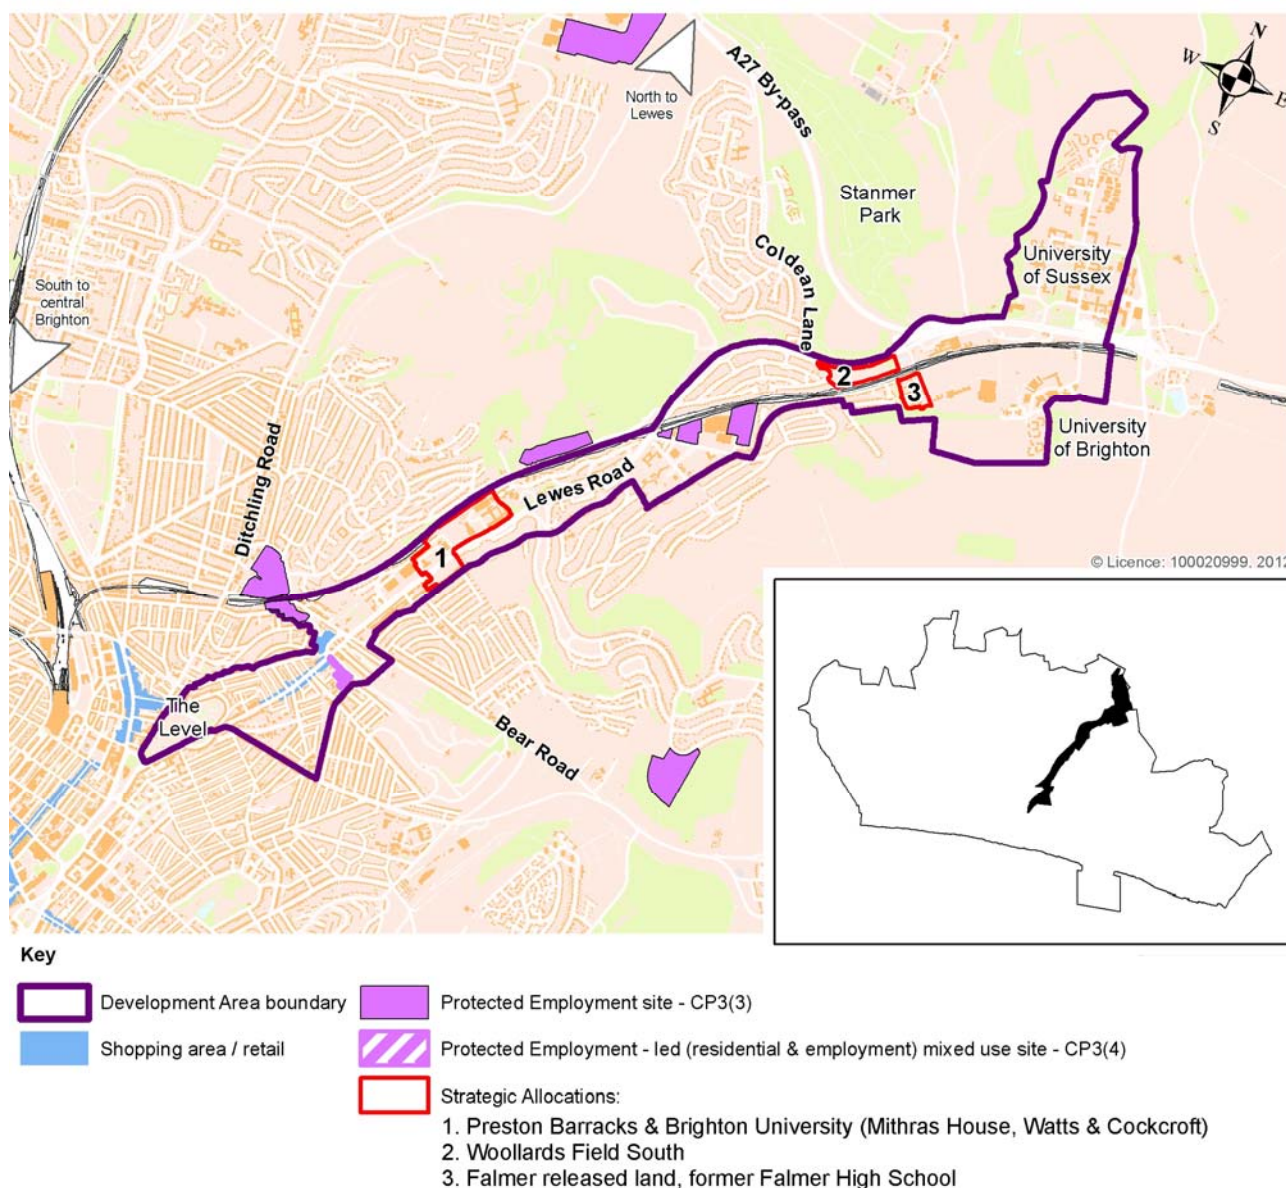 N
W
E
S
A27 By-pass
North to
Lewes
Stanmer
Park
Coldean Lane
University
of Sussex
South to
central
Brighton
2
3
University
of Brighton
Ditchling Road
Lewes Road
1
© Licence: 100020999, 2012
The
Level
Bear Road
Key
Development Area boundary
Shopping area / retail
Protected Employment site - CP3(3)
Protected Employment - led (residential & employment) mixed use site - CP3(4)
Strategic Allocations:
1. Preston Barracks & Brighton University (Mithras House, Watts & Cockcroft)
2. Woollards Field South
3. Falmer released land, former Falmer High School